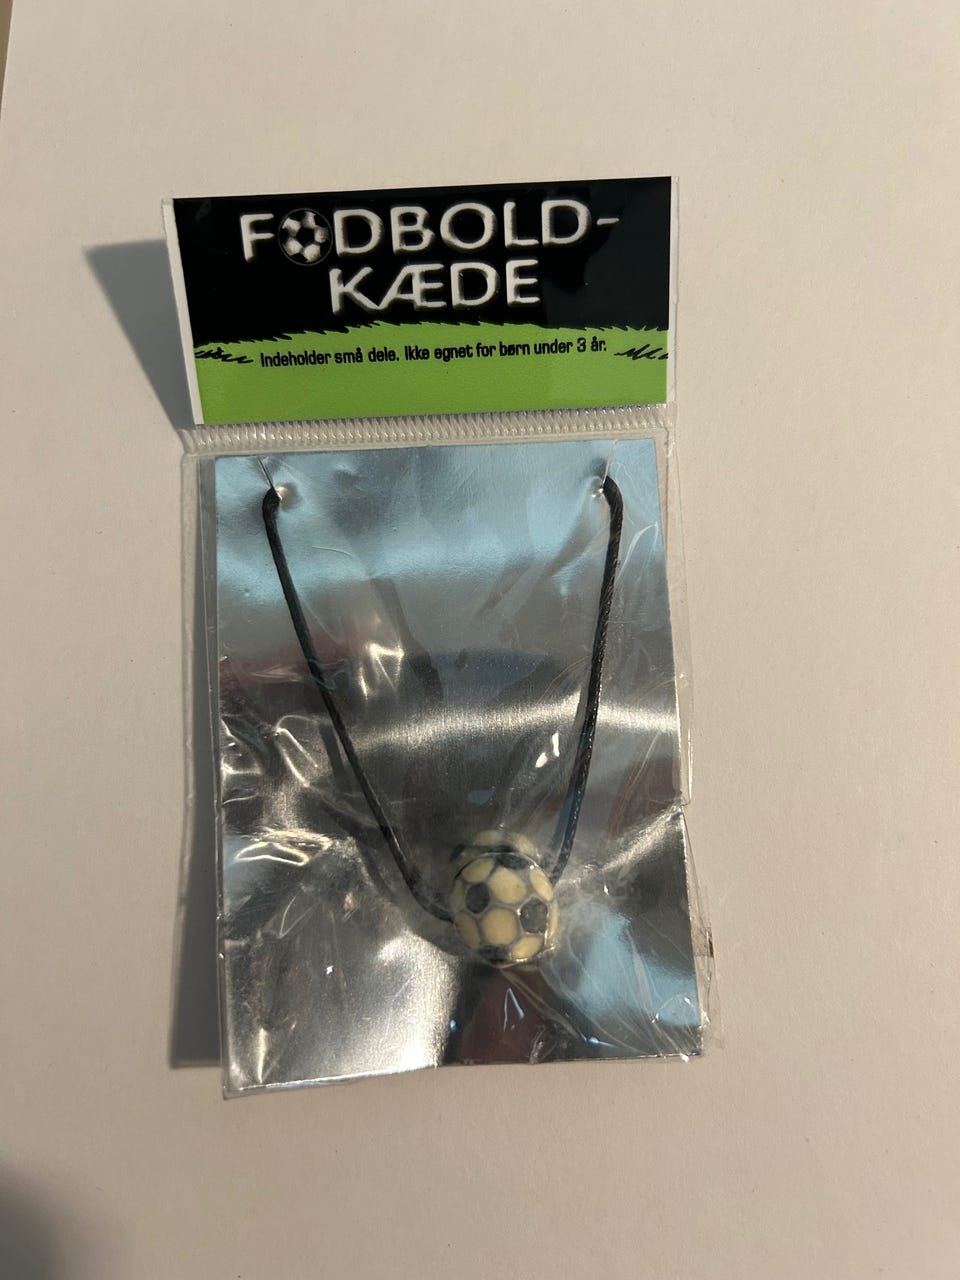 FODBOLD-
KÆDE
Indeholder små dele. Ikke egnet for børn under 3 år.